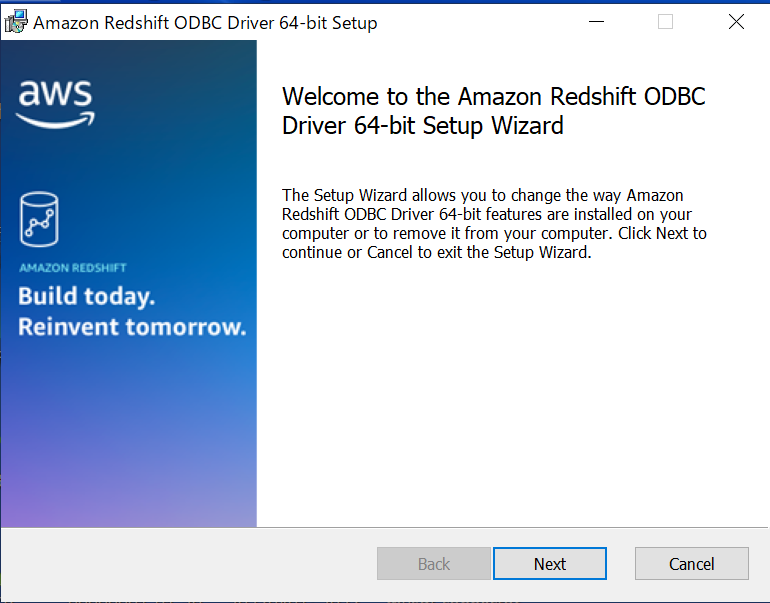 Amazon Redshift ODBC Driver 64-bit Setup
aws
AMAZON REDSHIFT
Build today.
Reinvent tomorrow.
Welcome to the Amazon Redshift ODBC
Driver 64-bit Setup Wizard
The Setup Wizard allows you to change the way Amazon
Redshift ODBC Driver 64-bit features are installed on your
computer or to remove it from your computer. Click Next to
continue or Cancel to exit the Setup Wizard.
Back
Next
Cancel